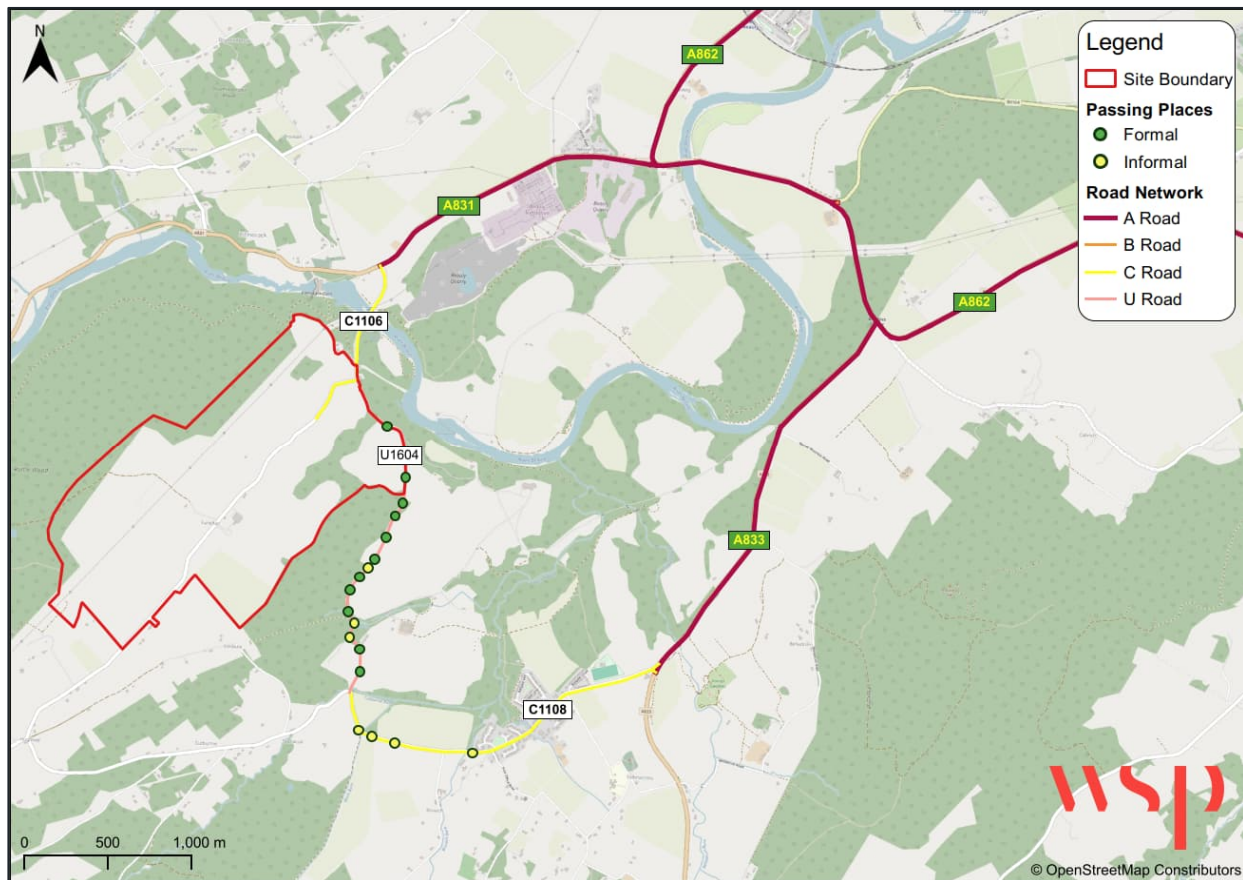 N
A862
Legend
Site Boundary
Passing Places
Formal
Informal
Road Network
A Road
B Road
C Road
U Road
A831
A862
C1106
U1604
A833
C1108
wsp
0 500 1,000 m
© OpenStreetMap Constributors